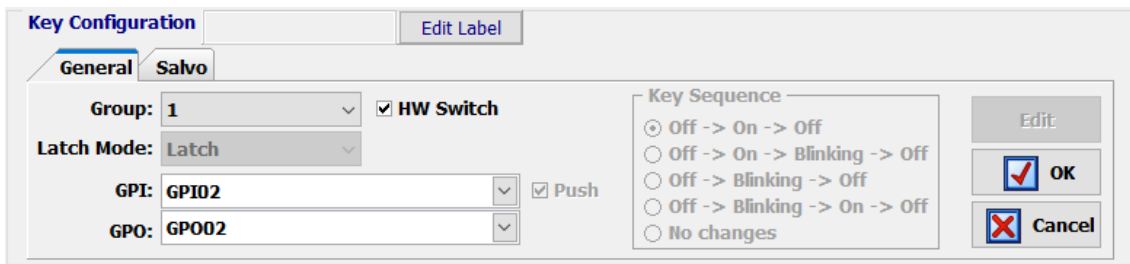 Key Configuration Edit Label
General Salvo
Group: 1 HW Switch
Latch Mode: Latch
GPI: GPI02 Push
GPO: GPO02
Key Sequence
Off -> On -> Off
Off -> On -> Blinking -> Off
Off -> Blinking -> Off
Off -> Blinking -> On -> Off
No changes
Edit
OK
Cancel